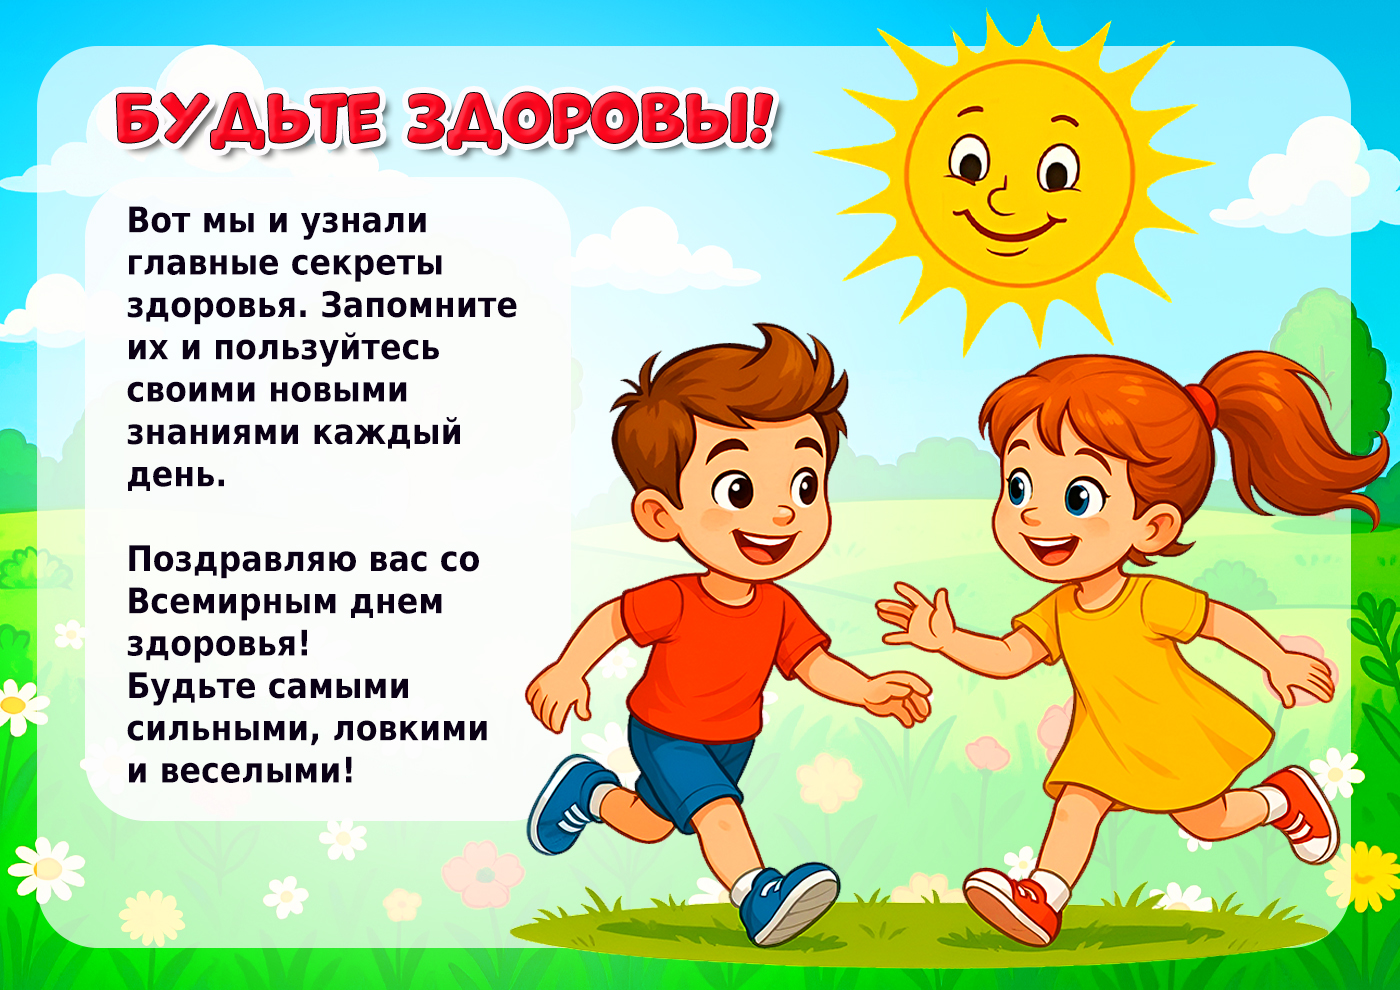 БУДЬТЕ ЗДОРОВЫ!
Вот мы и узнали
главные секреты
здоровья. Запомните
их и пользуйтесь
своими новыми
знаниями каждый
день.
Поздравляю вас со
Всемирным днем
здоровья!
Будьте самыми
сильными, ловкими
и веселыми!